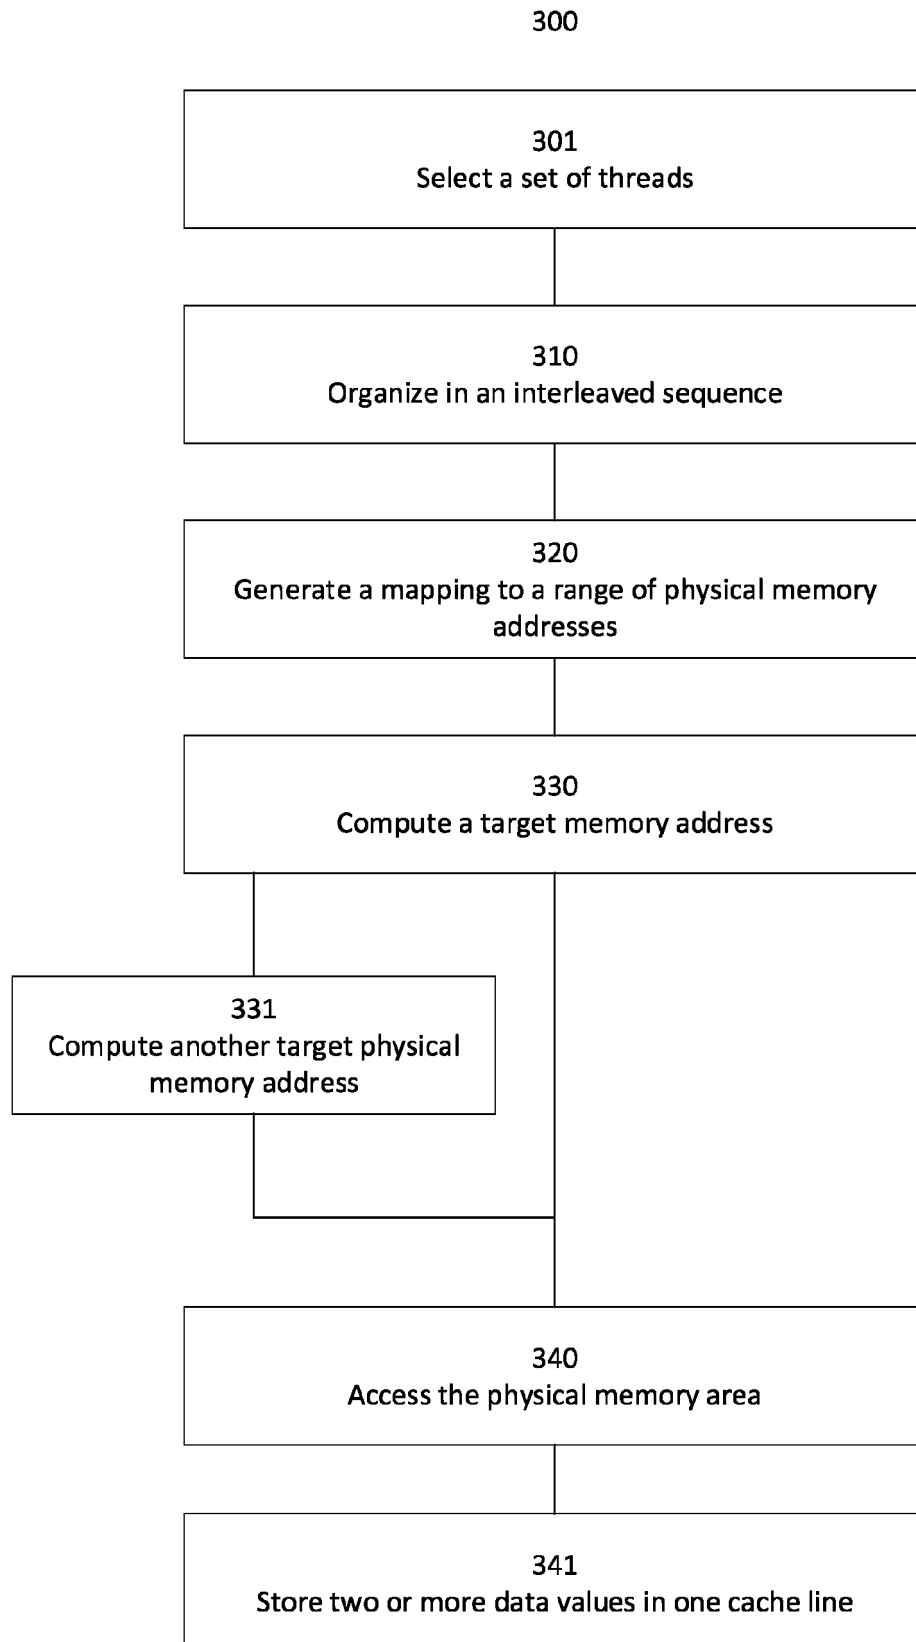 300
301
Select a set of threads
310
Organize in an interleaved sequence
320
Generate a mapping to a range of physical memory
addresses
330
Compute a target memory address
331
Compute another target physical
memory address
340
Access the physical memory area
341
Store two or more data values in one cache line